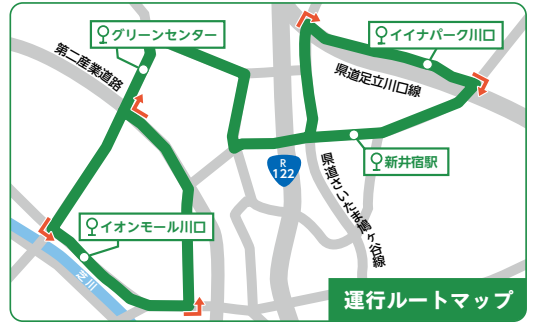 グリーンセンター
イイナパーク川口
第二産業道路
県道足立川口線
新井宿駅
R
122
県道さいたま鳩ヶ谷線
イオンモール川口
芝川
運行ルートマップ